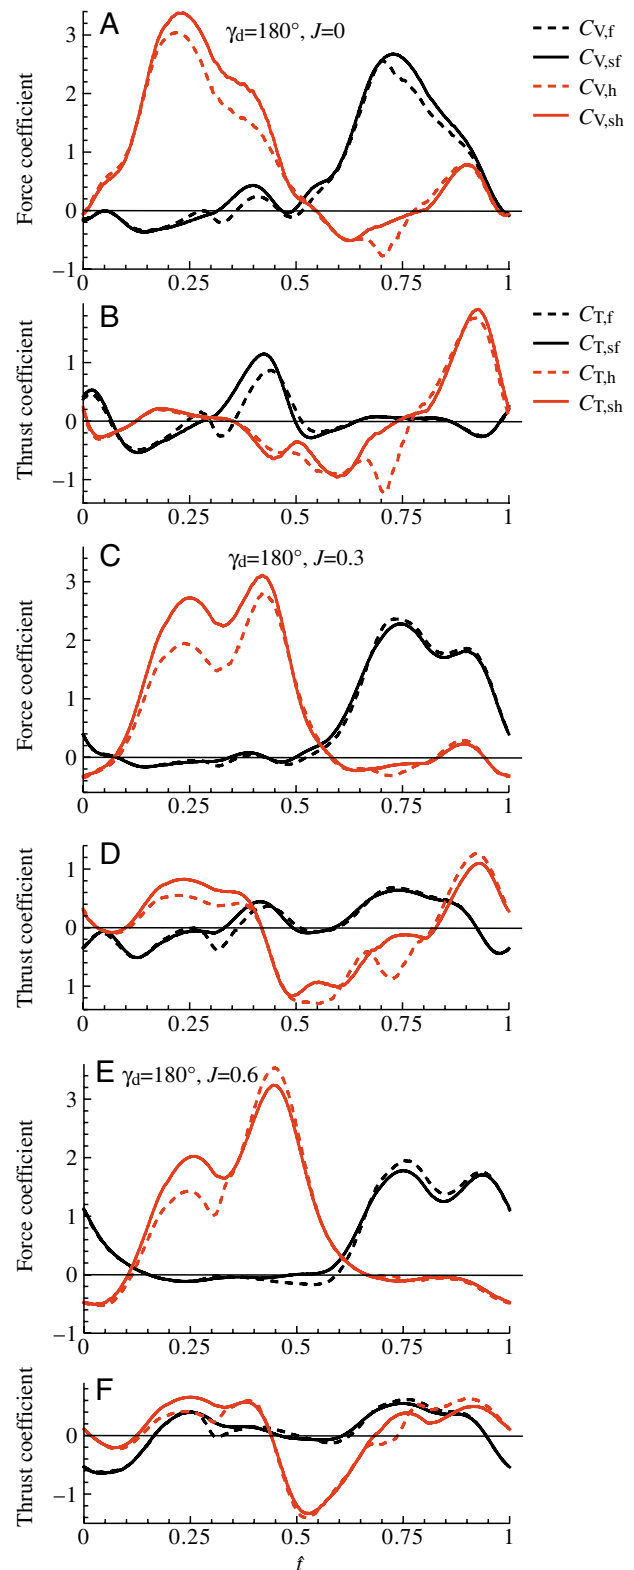 A
γd=180°, J=0
CV,f
CV,sf
CV,h
CV,sh
Force coefficient
3
2
1
0
−1
0 0.25 0.5 0.75 1
B
CT,f
CT,sf
CT,h
CT,sh
Thrust coefficient
1
0
−1
0 0.25 0.5 0.75 1
C
γd=180°, J=0.3
Force coefficient
3
2
1
0
0 0.25 0.5 0.75 1
D
Thrust coefficient
1
0
1
0 0.25 0.5 0.75 1
E
γd=180°, J=0.6
Force coefficient
3
2
1
0
−1
0 0.25 0.5 0.75 1
F
Thrust coefficient
0
−1
0 0.25 0.5 0.75 1
t̂